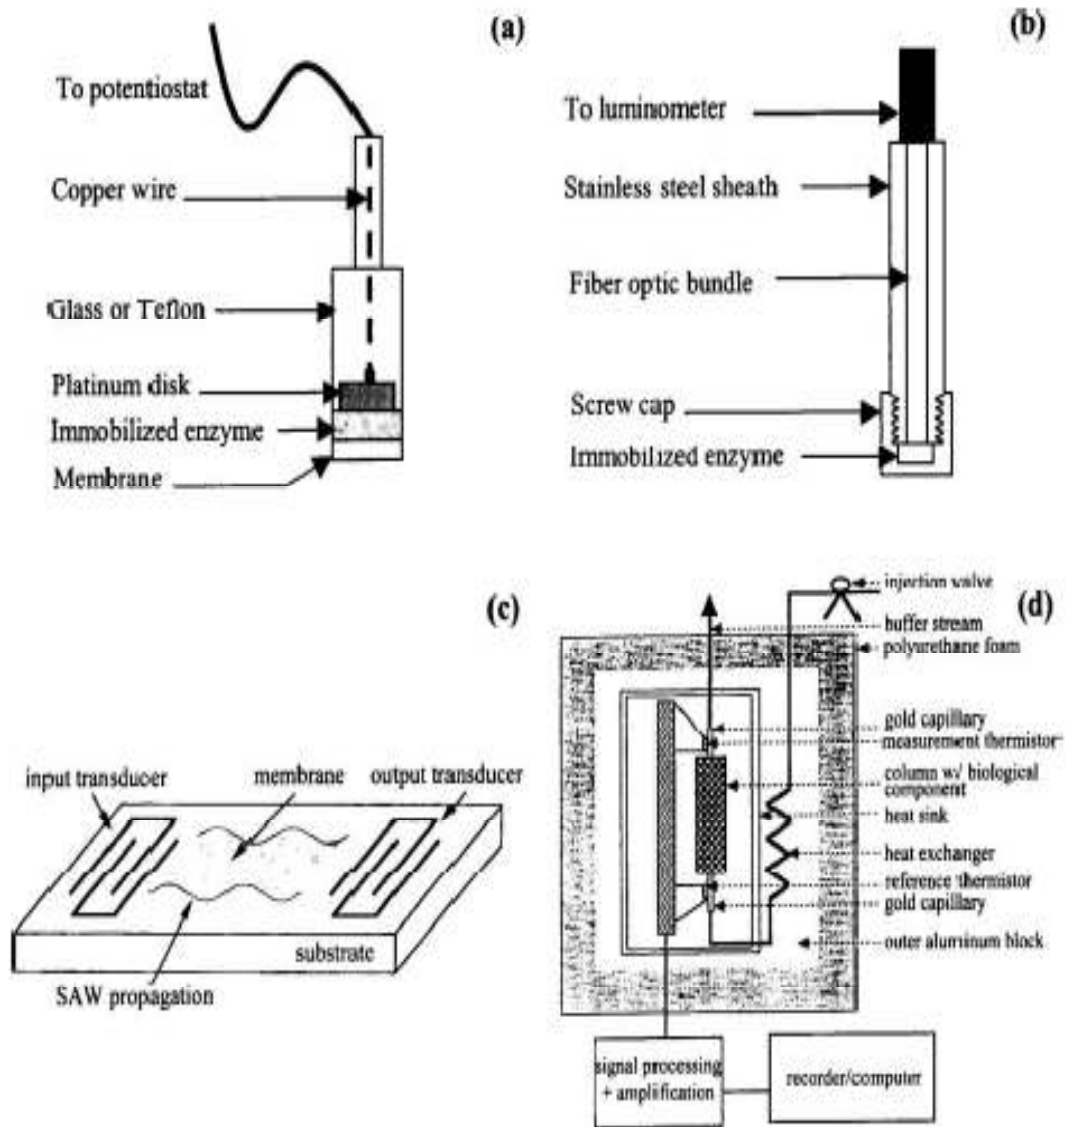 (a)
To potentiostat
Copper wire
Glass or Teflon
Platinum disk
Immobilized enzyme
Membrane
(b)
To luminometer
Stainless steel sheath
Fiber optic bundle
Screw cap
Immobilized enzyme
(c)
input transducer
membrane
output transducer
substrate
SAW propagation
(d)
injection valve
buffer stream
polyurethane foam
gold capillary
measurement thermistor
column w/ biological
component
heat sink
heat exchanger
reference thermistor
gold capillary
outer aluminum block
signal processing
+ amplification
recorder/computer